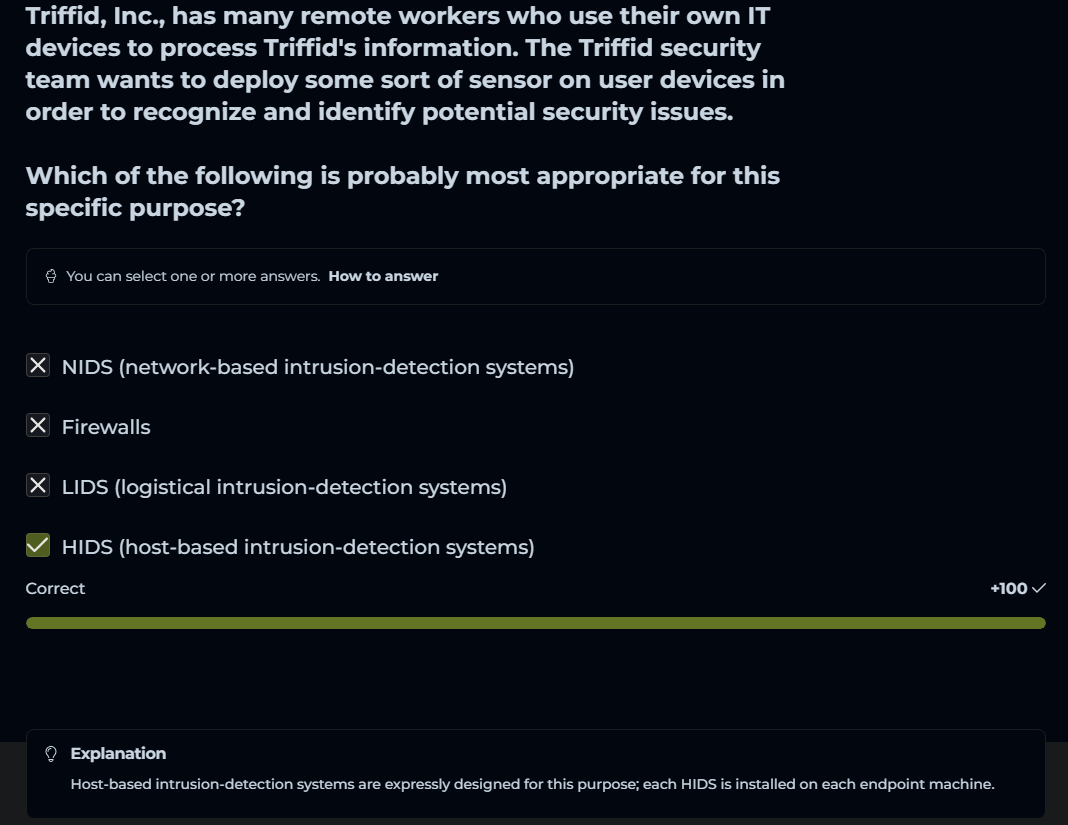 Triffid, Inc., has many remote workers who use their own IT
devices to process Triffid's information. The Triffid security
team wants to deploy some sort of sensor on user devices in
order to recognize and identify potential security issues.
Which of the following is probably most appropriate for this
specific purpose?
You can select one or more answers. How to answer
NIDS (network-based intrusion-detection systems)
Firewalls
LIDS (logistical intrusion-detection systems)
HIDS (host-based intrusion-detection systems)
Correct +100
Explanation
Host-based intrusion-detection systems are expressly designed for this purpose; each HIDS is installed on each endpoint machine.